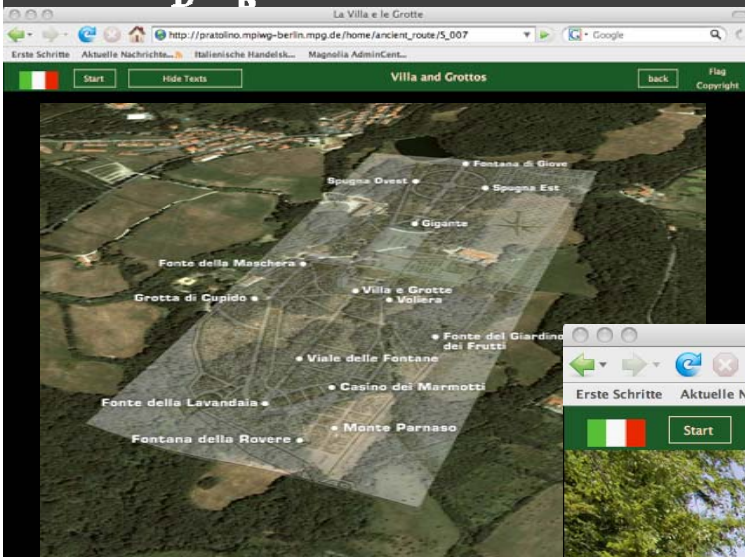 La Villa e le Grotte
http://pratolino.mpiwg-berlin.mpg.de/home/ancient_route/S_007
Google
Erste Schritte Aktuelle Nachrichte... Italienische Handelsk... Magnolia AdminCent...
Start Hide Texts Villa and Grottos back Flag Copyright
Fontana di Giove
Spugna Ovest
Spugna Est
Gigante
Fonte della Maschera
Villa e Grotte
Grotta di Cupido
Voliera
Fonte del Giardino
dei Frutti
Viale delle Fontane
Casino dei Marmotti
Fonte della Lavandaia
Monte Parnaso
Fontana della Rovere
Erste Schritte Aktuelle N
Start